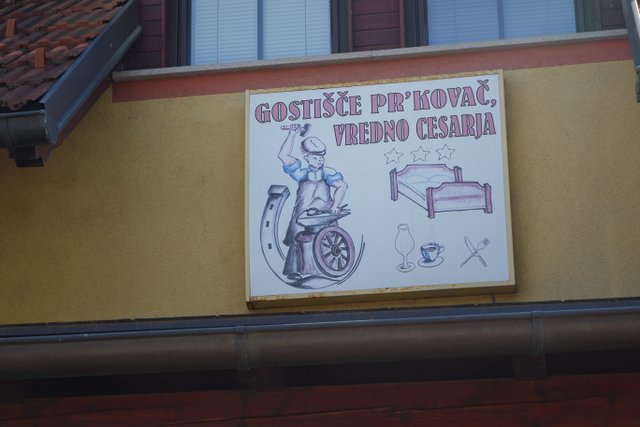 GOSTIŠČE PR'KOVAČ,
VREDNO CESARJA